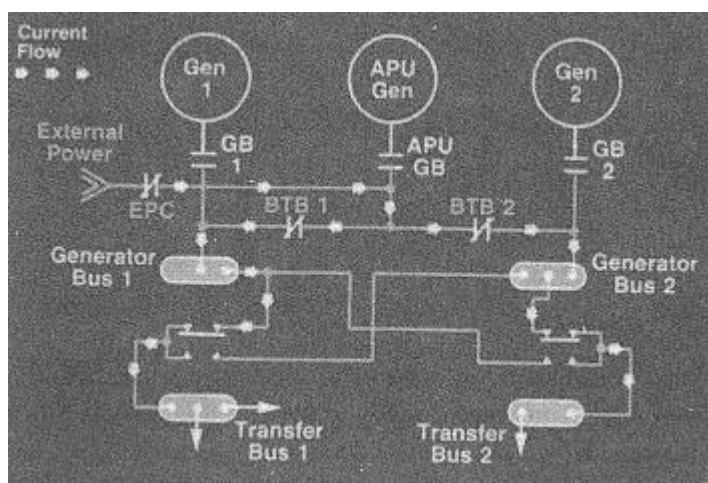 Current
Flow
Gen
1
APU
Gen
Gen
2
External
Power
GB
1
APU
GB
GB
2
EPC
BTB 1
BTB 2
Generator
Bus 1
Generator
Bus 2
Transfer
Bus 1
Transfer
Bus 2